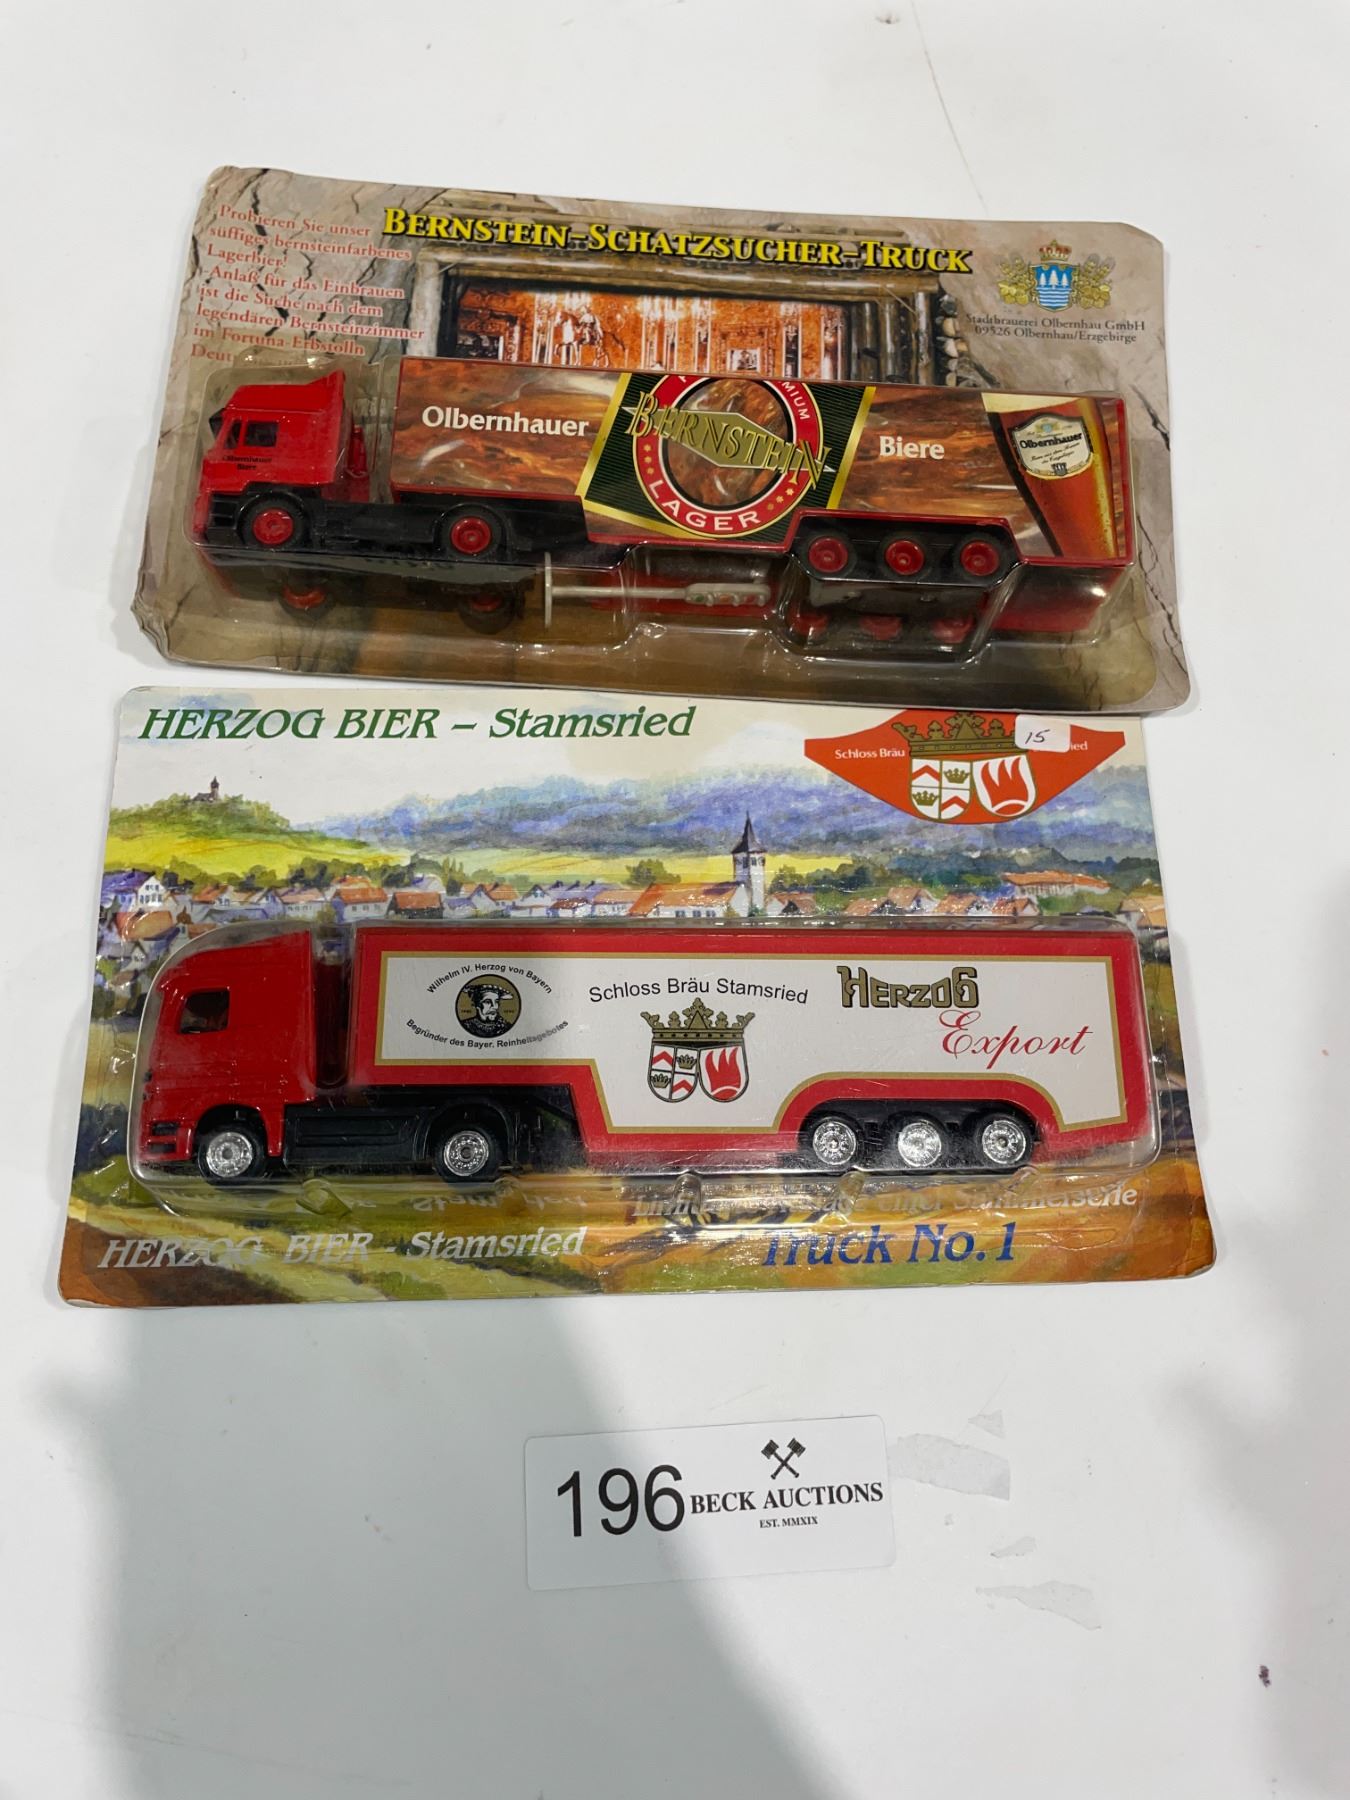 Probieren Sie unser
süffiges bernsteinfarbenes
Lagerbier.
Anlaß für das Einbrauen
ist die Suche nach dem
legendären Bernsteinzimmer
im Fortuna-Erbstolln
BERNSTEIN-SCHATZSUCHER-TRUCK
Stadtbrauerei Olbernhau GmbH
09526 Olbernhau/Erzgebirge
Olbernhauer
Biere
Olbernhauer
BERNSTEIN
LAGER
Biere
Olbernhauer
HERZOG BIER – Stamsried
Schloss Bräu
15
Wilhelm IV. Herzog von Bayern
Begründer des Bayer. Reinheitsgebotes
Schloss Bräu Stamsried
HERZOG
Export
HERZOG BIER - Stamsried
Truck No. 1
196
BECK AUCTIONS
EST. MMXIX